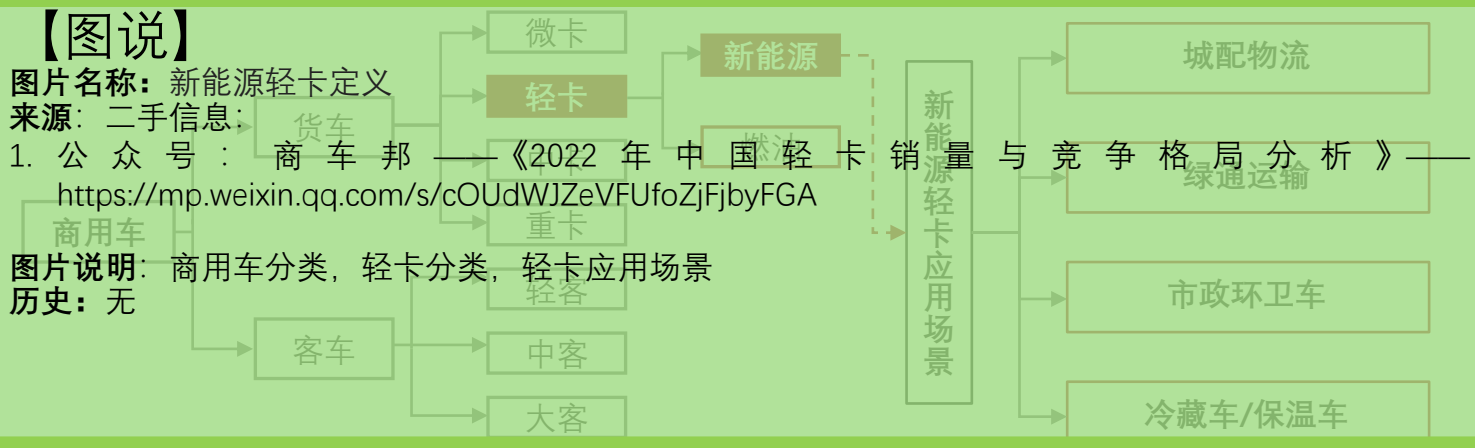 【图说】
图片名称：新能源轻卡定义
来源：二手信息：
1. 公众号：商车邦——《2022年中国轻卡销量与竞争格局分析》——
https://mp.weixin.qq.com/s/cOUdWJZeVFUfoZjFjbyFGA
图片说明：商用车分类，轻卡分类，轻卡应用场景
历史：无
商用车
货车
客车
微卡
轻卡
中卡
重卡
轻客
中客
大客
新能源
燃油
新能源轻卡应用场景
城配物流
绿通运输
市政环卫车
冷藏车/保温车